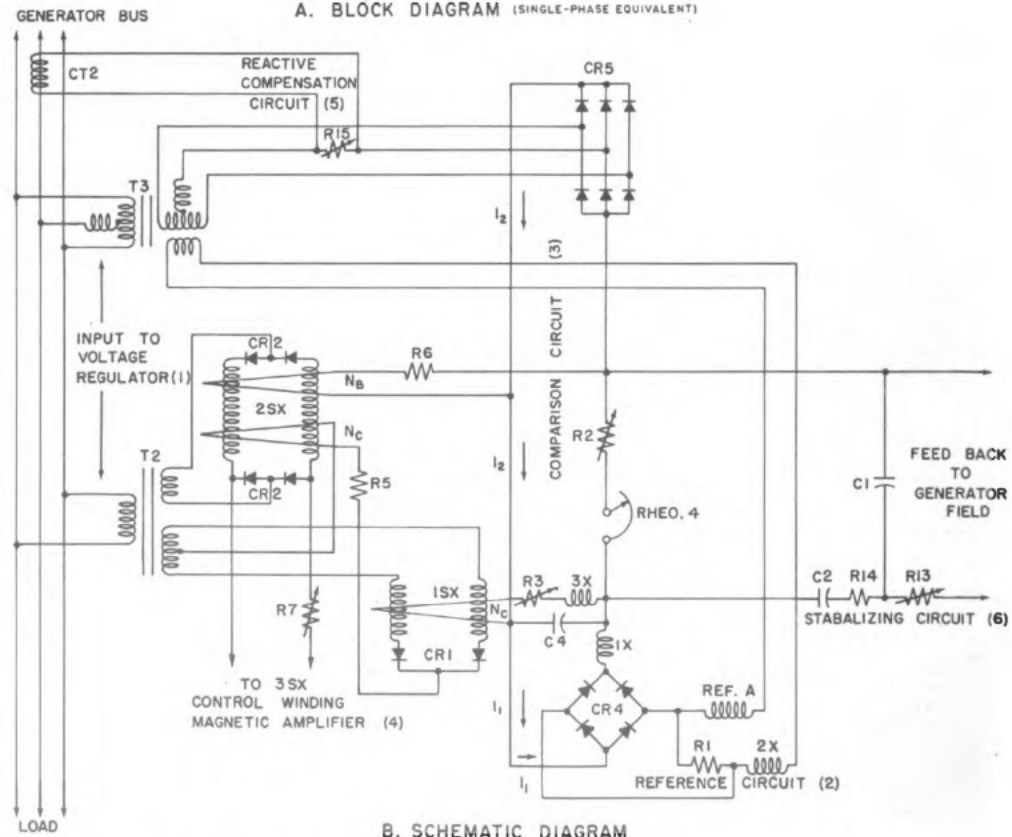 A. BLOCK DIAGRAM (SINGLE-PHASE EQUIVALENT)
GENERATOR BUS
CT2
REACTIVE
COMPENSATION
CIRCUIT (5)
R15
CR5
T3
I2
COMPARISON CIRCUIT (3)
INPUT TO
VOLTAGE
REGULATOR (1)
CR2
R6
NB
2SX
NC
I2
R2
T2
CR2
R5
C1
FEED BACK
TO
GENERATOR
FIELD
RHEO. 4
R7
1SX
R3
3X
NC
C4
C2
R14
R13
STABALIZING CIRCUIT (6)
CR1
1X
TO 3SX
CONTROL WINDING
MAGNETIC AMPLIFIER (4)
I1
CR4
REF. A
R1
2X
I1
REFERENCE CIRCUIT (2)
LOAD
B. SCHEMATIC DIAGRAM